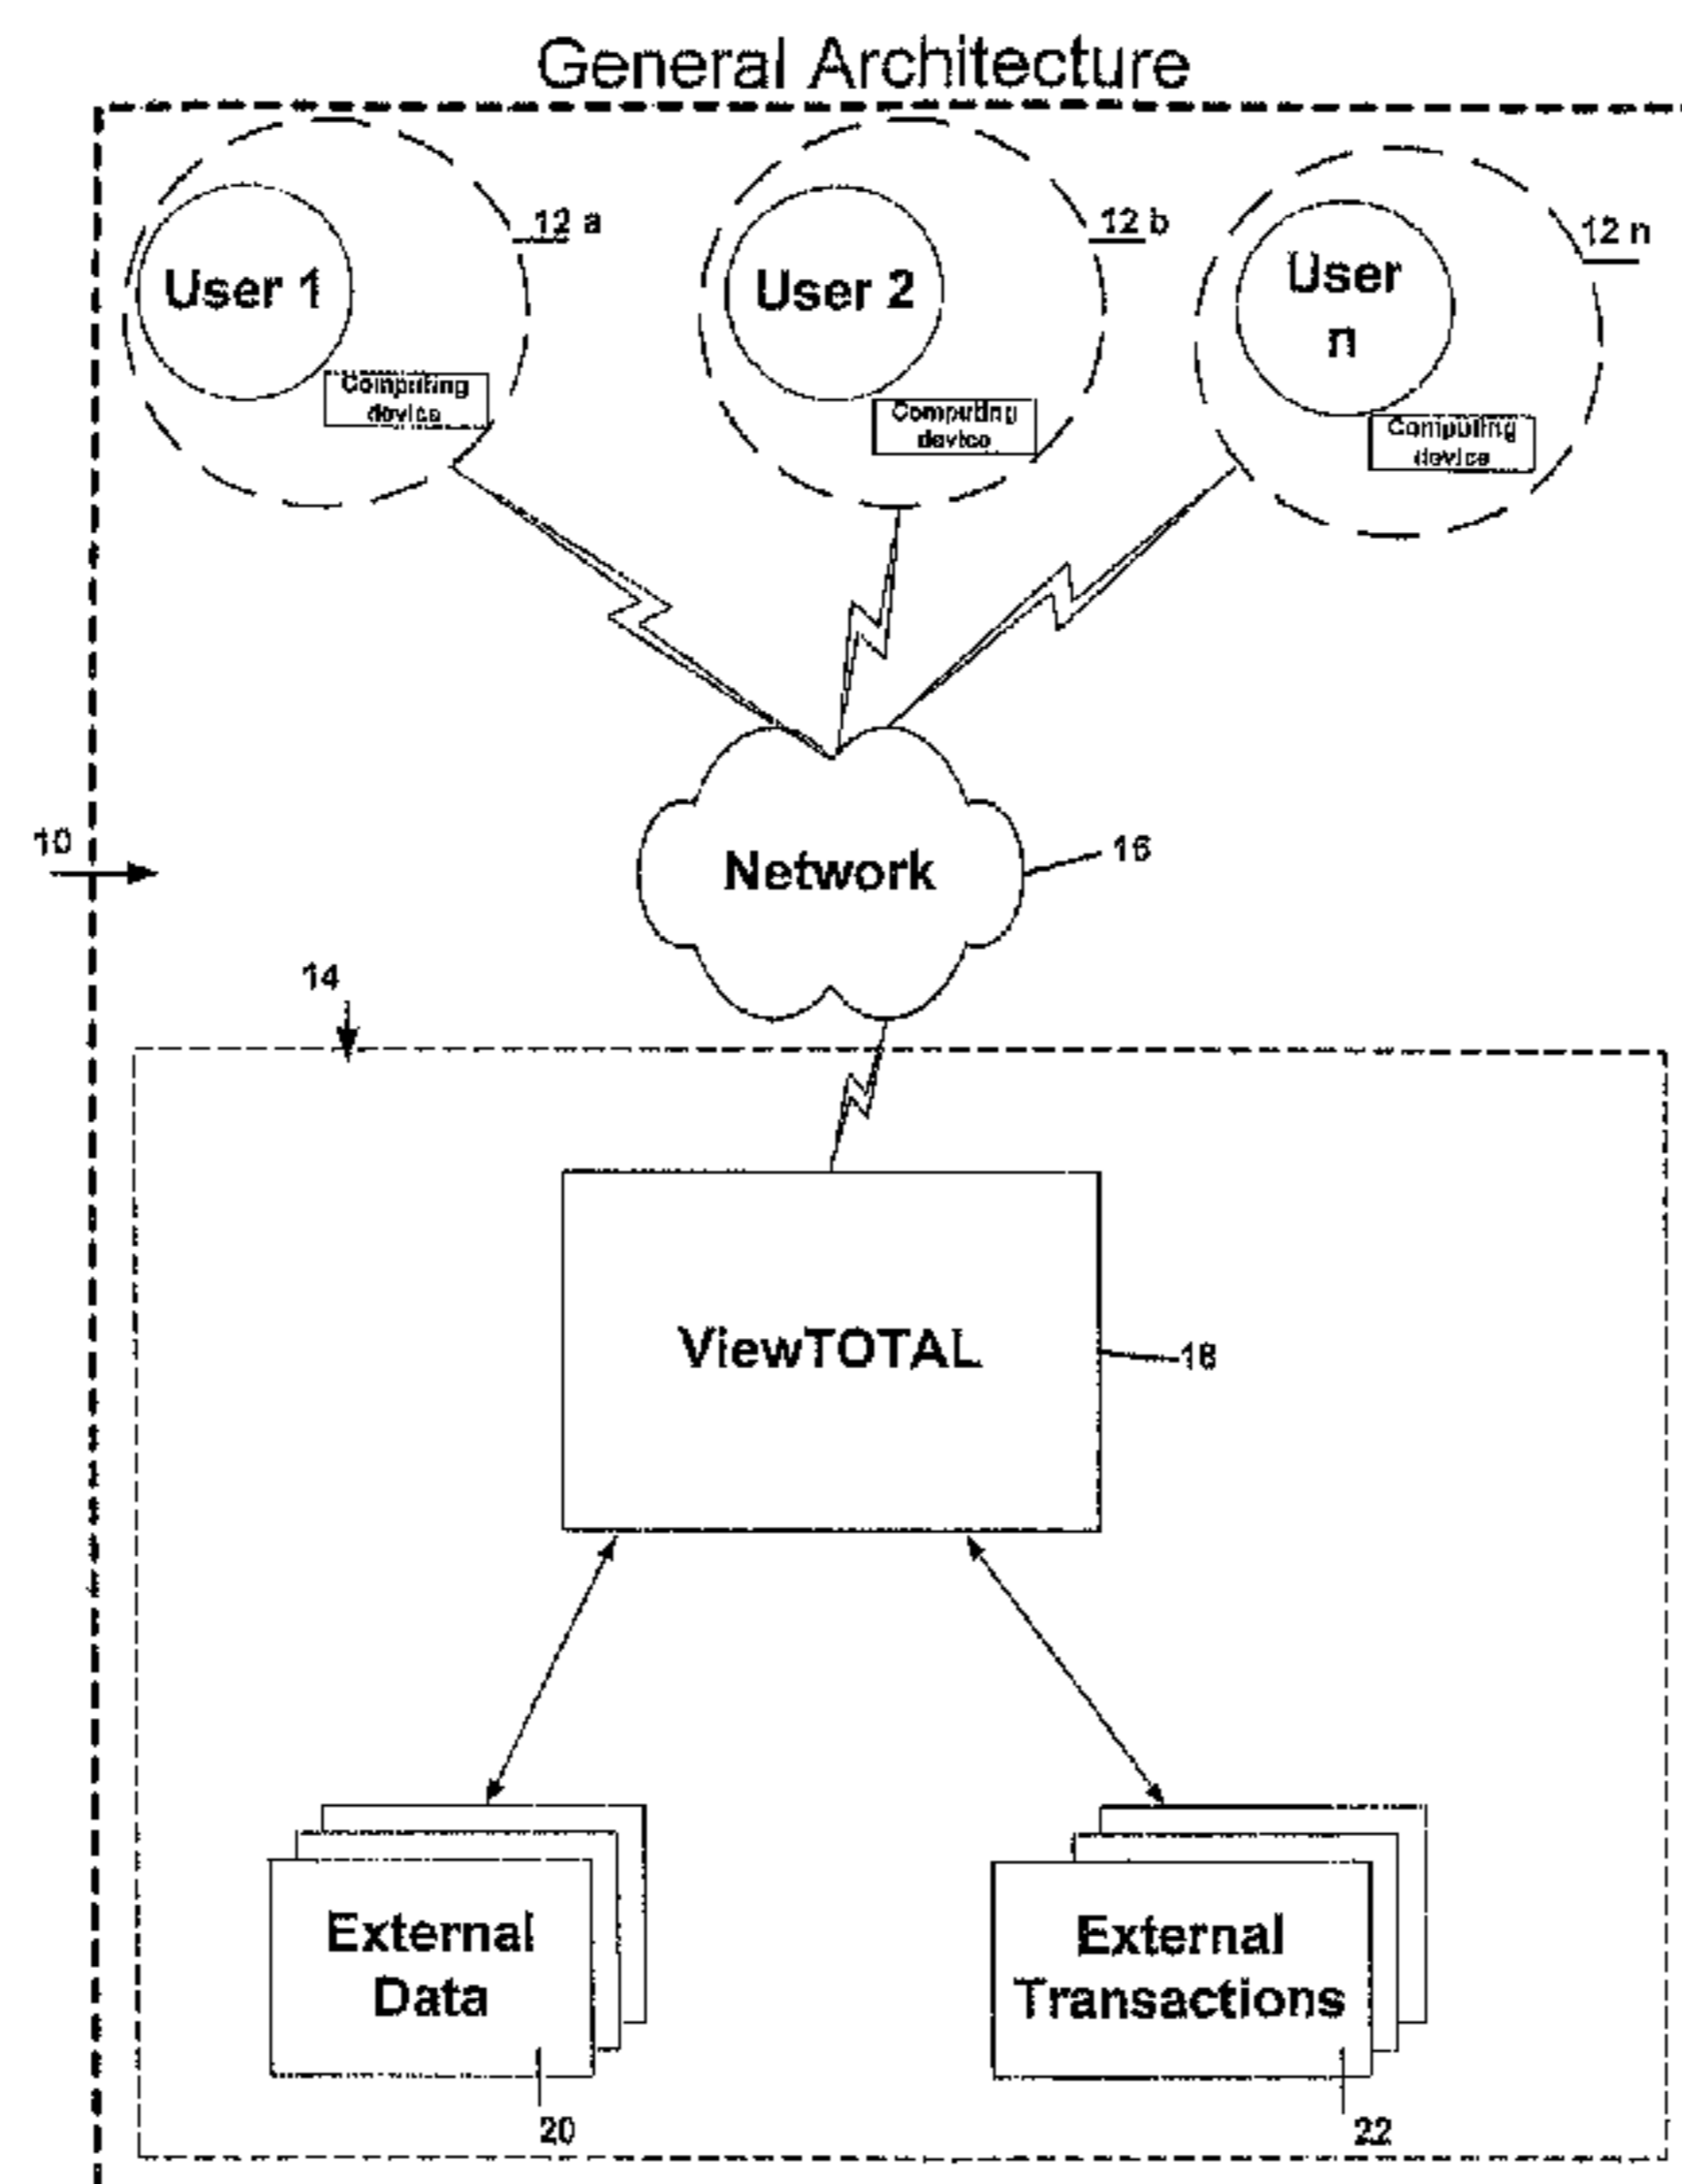 General Architecture
12 a
12 b
12 n
User 1
User 2
User
n
Computing
device
Computing
device
Computing
device
10
Network
16
14
ViewTOTAL
18
External
Data
External
Transactions
20
22